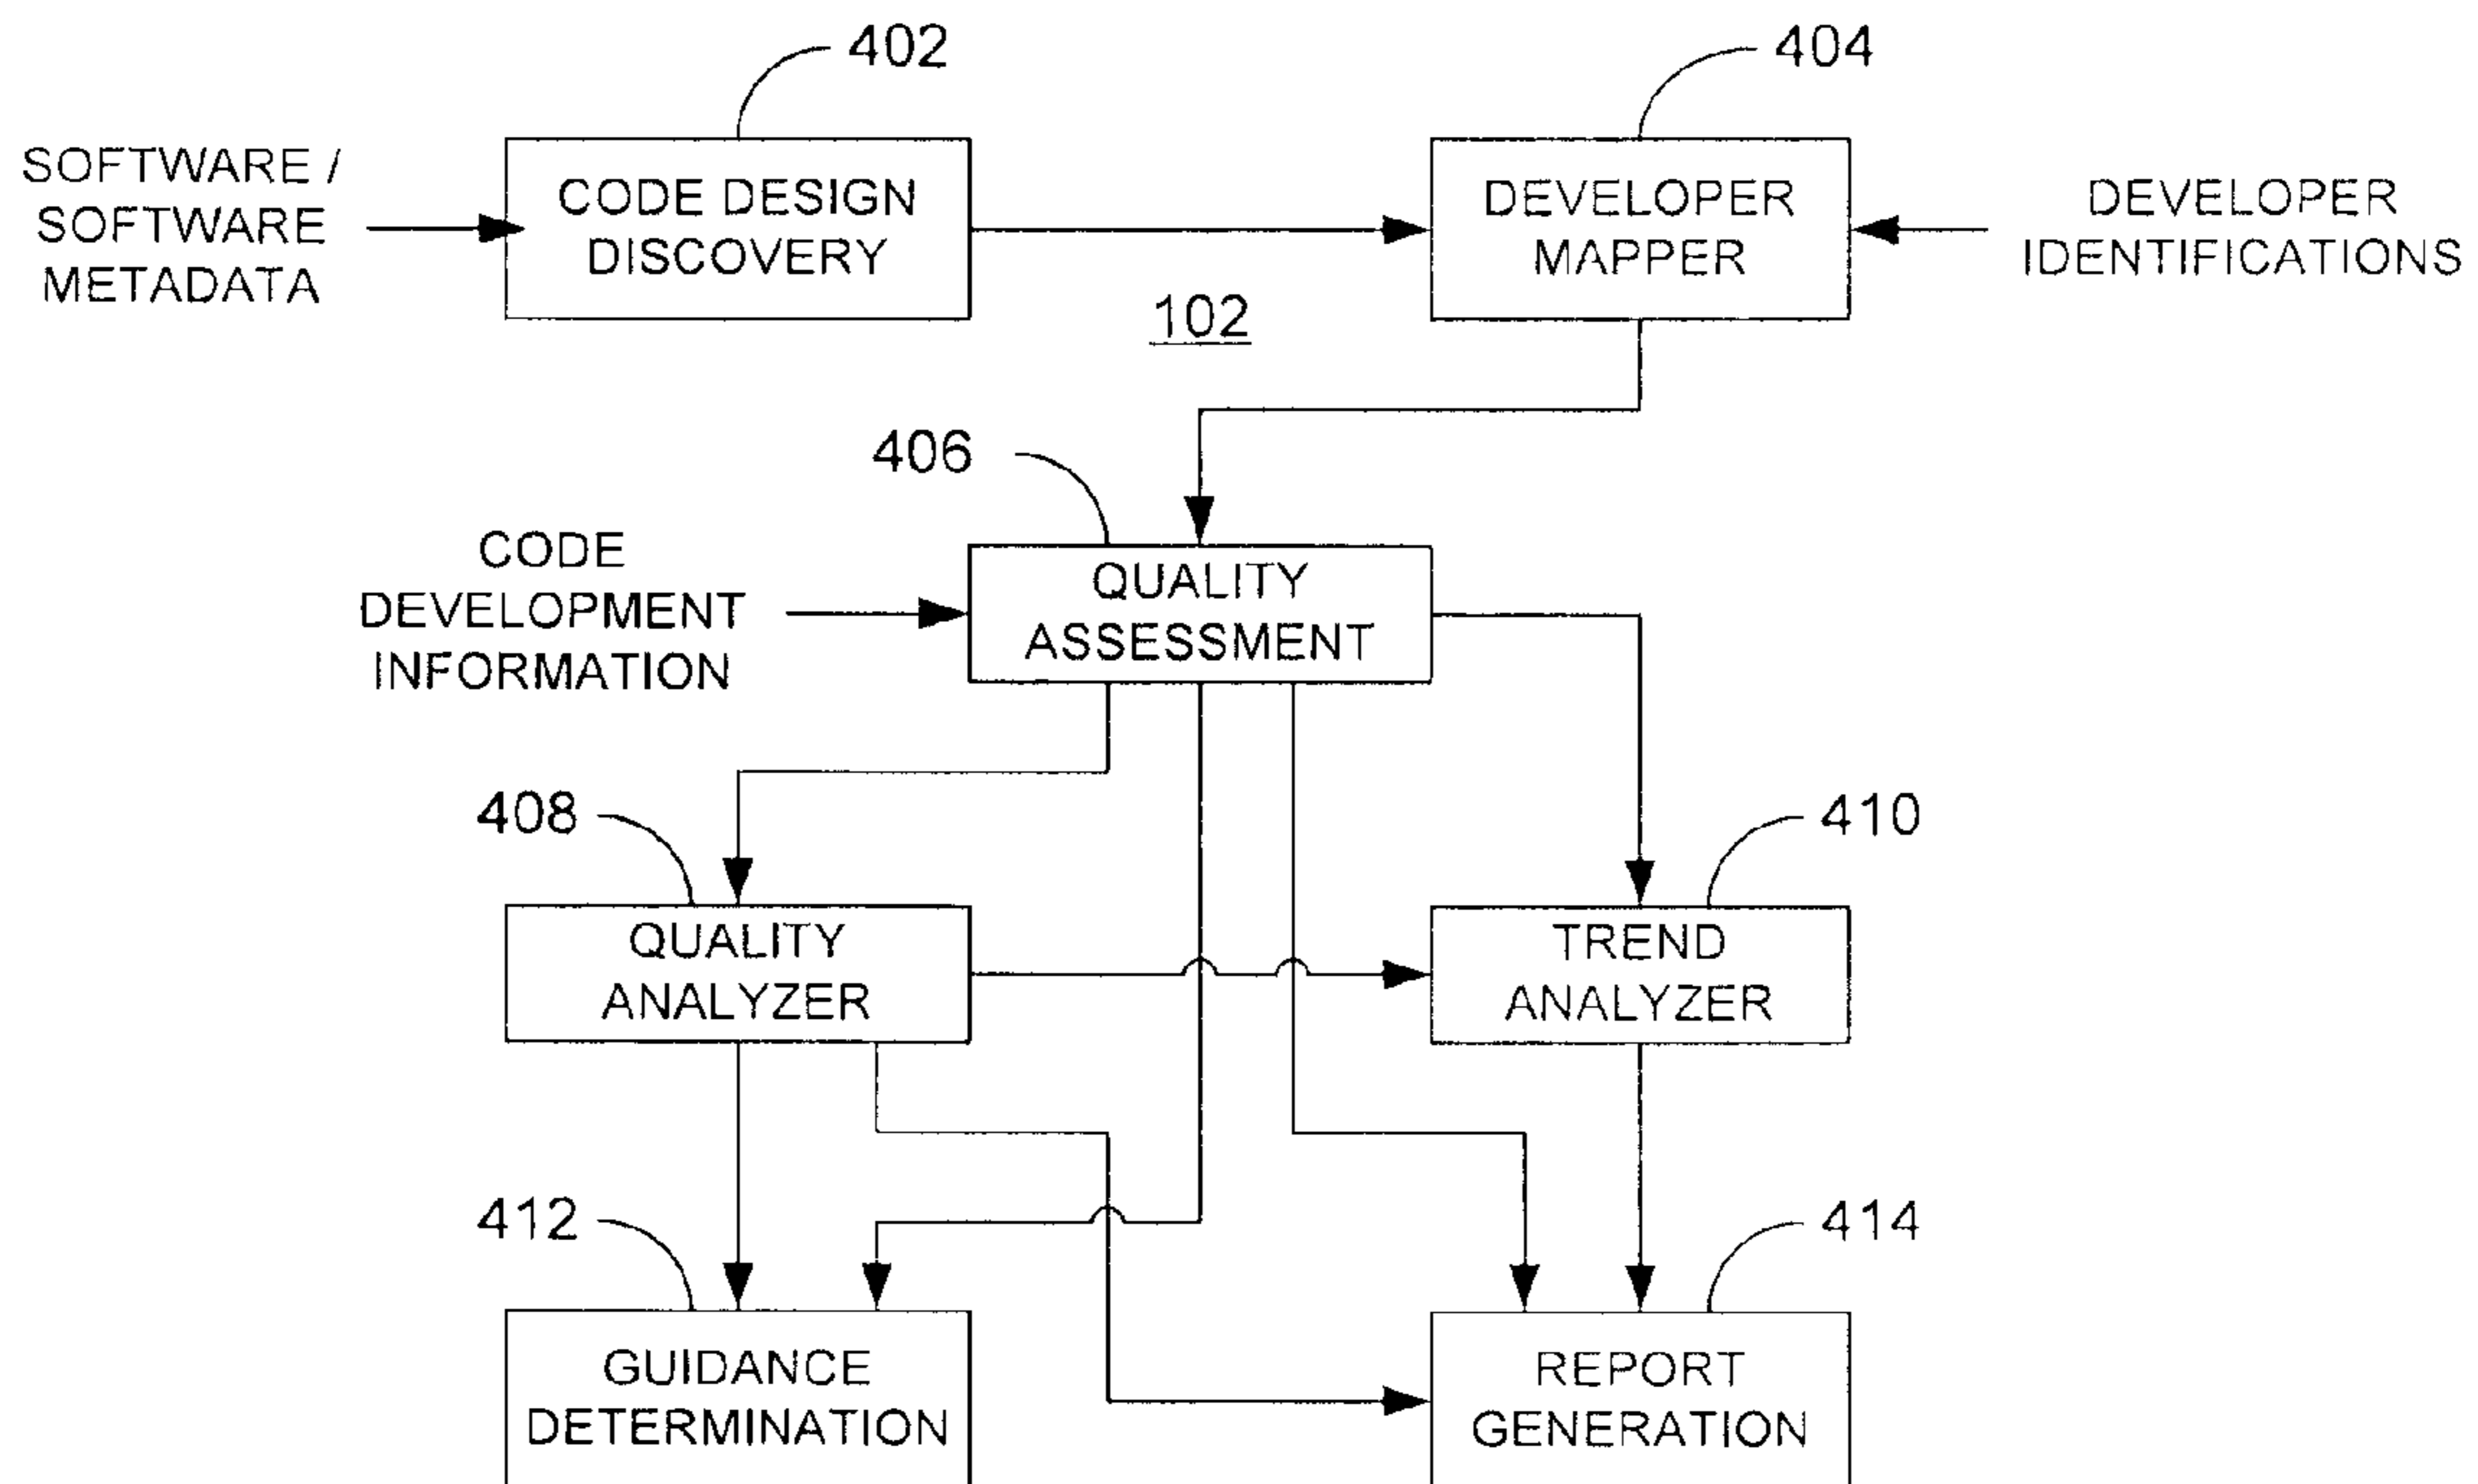 402
404
SOFTWARE /
SOFTWARE
METADATA
CODE DESIGN
DISCOVERY
DEVELOPER
MAPPER
DEVELOPER
IDENTIFICATIONS
102
406
CODE
DEVELOPMENT
INFORMATION
QUALITY
ASSESSMENT
408
410
QUALITY
ANALYZER
TREND
ANALYZER
412
414
GUIDANCE
DETERMINATION
REPORT
GENERATION